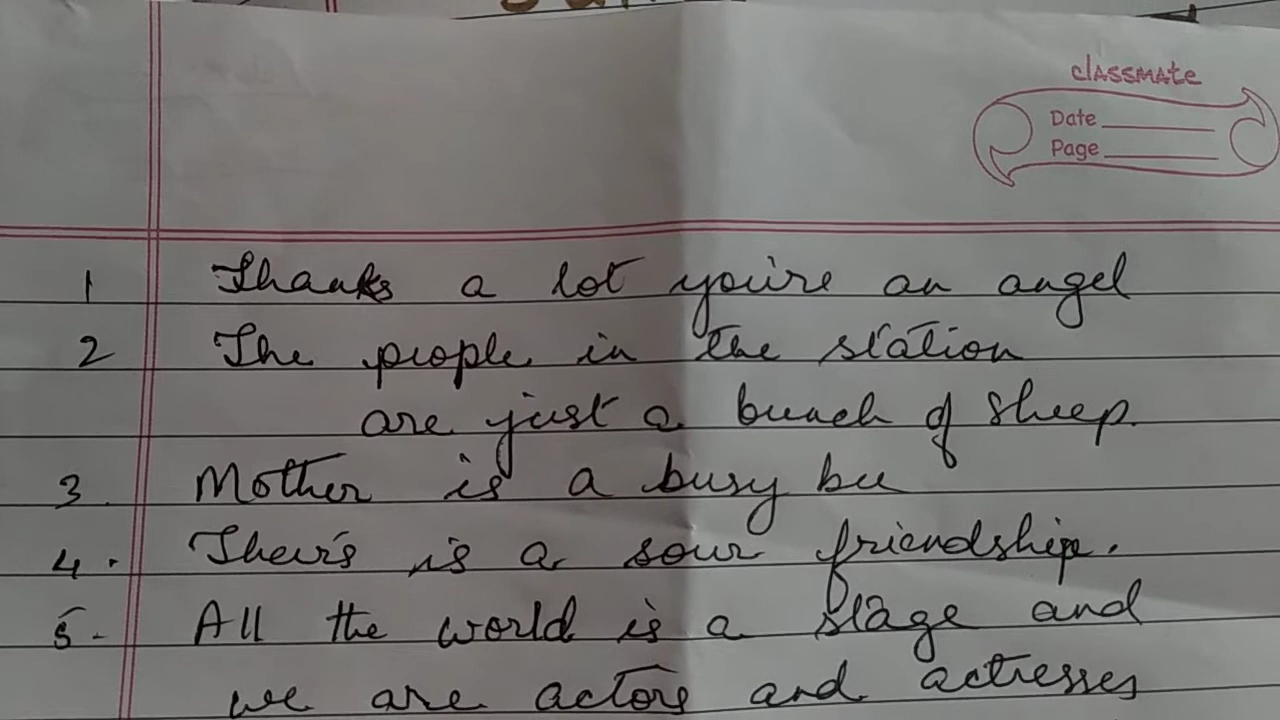 classmate
Date
Page
1 Thanks a lot you're an angel
2 The people in the station
are just a bunch of sheep.
3. Mother is a busy bee
4. Their's is a sour friendship.
5- All the world is a stage and
we are actors and actresses